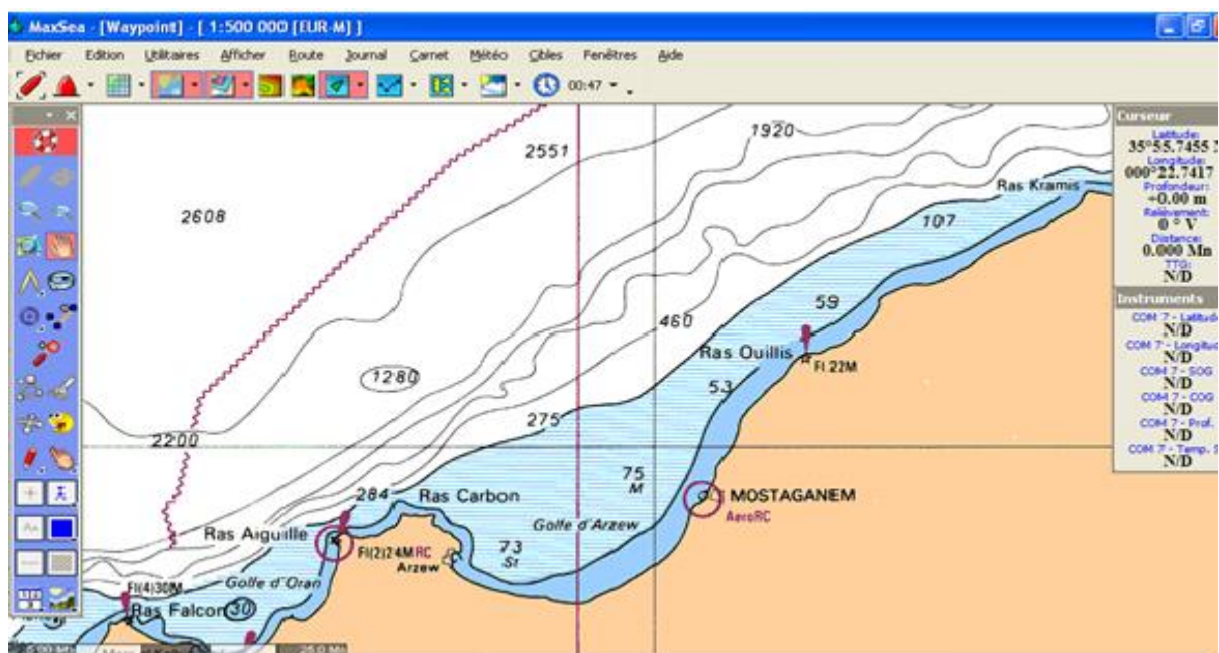 MaxSea - [Waypoint] - [ 1:500 000 [EUR-M] ]
Fichier Edition Utilitaires Afficher Route Journal Carnet Météo Cibles Fenêtres Aide
00:47
Curseur
Latitude:
35°55.7455
Longitude:
000°22.7417
Profondeur:
+0.00 m
Relèvement:
0 ° V
Distance:
0.000 Mn
TTG:
N/D
Instruments
COM 7 - Latitude
N/D
COM 7 - Longitud
N/D
COM 7 - SOG
N/D
COM 7 - COG
N/D
COM 7 - Prof.
N/D
COM 7 - Temp. S
N/D
1920
2551
Ras Kramis
2608
107
59
460
Ras Ouillis
Fl.22M
1280
53
275
2200
75
M
284
Ras Carbon
MOSTAGANEM
AeroRC
Golfe d'Arzew
Ras Aiguille
73
St
Fl(2)24M RC
Arzew
Golfe d'Oran
Fl(4)30M
Ras Falcon
30